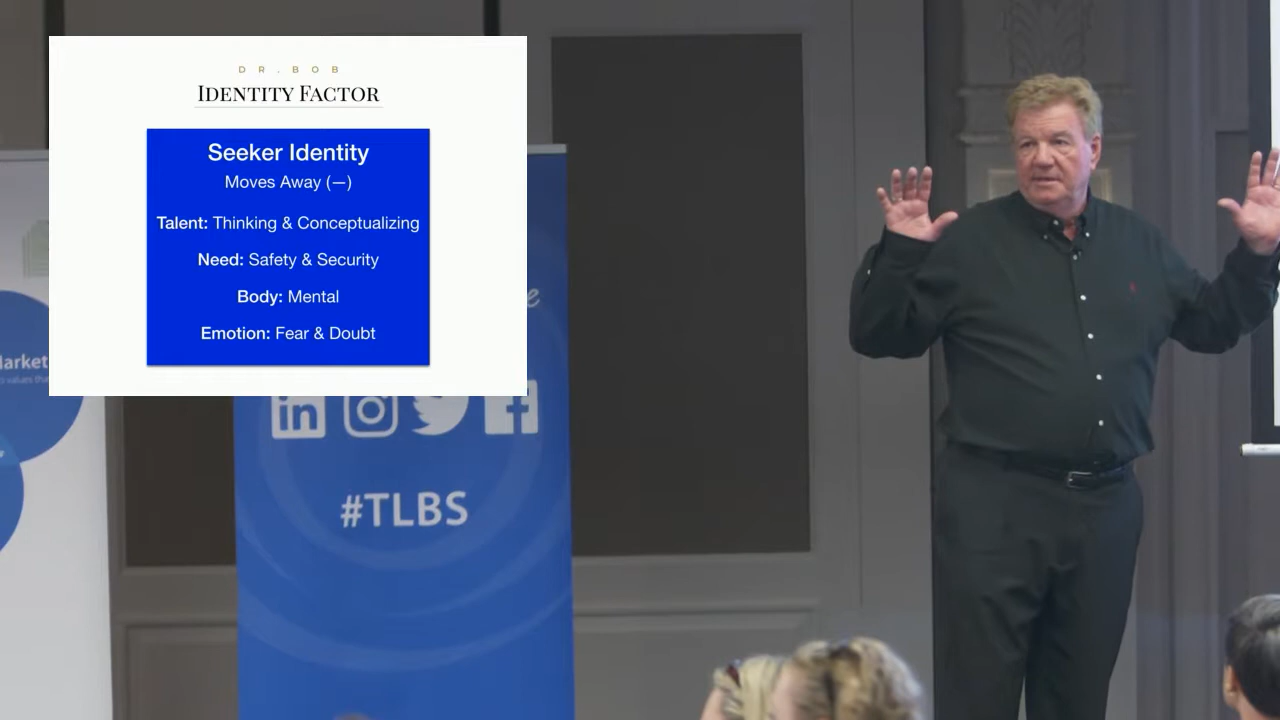 DR.BOB
IDENTITY FACTOR
Seeker Identity
Moves Away (—)
Talent: Thinking & Conceptualizing
Need: Safety & Security
Body: Mental
Emotion: Fear & Doubt
in
#TLBS